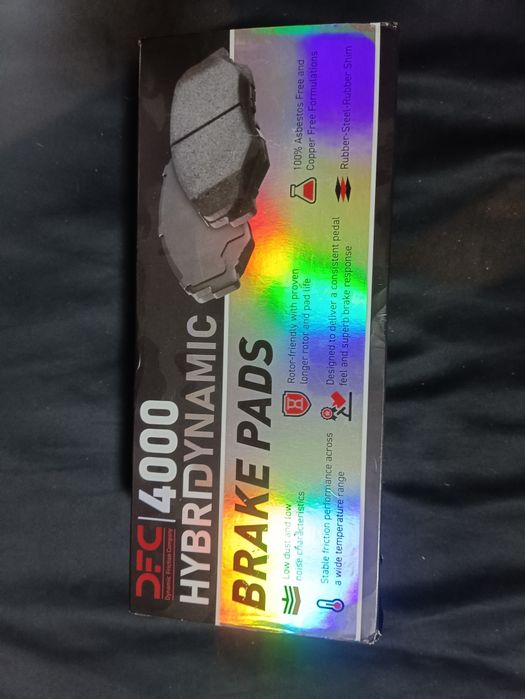 DFC
Dynamic Friction Company
4000
HYBRIDYNAMIC
BRAKE PADS
Low dust and low
noise characteristics
Rotor-friendly with proven
longer rotor and pad life
100% Asbestos Free and
Copper Free Formulations
Stable friction performance across
a wide temperature range
Designed to deliver a consistent pedal
feel and superb brake response
Rubber-Steel-Rubber Shim